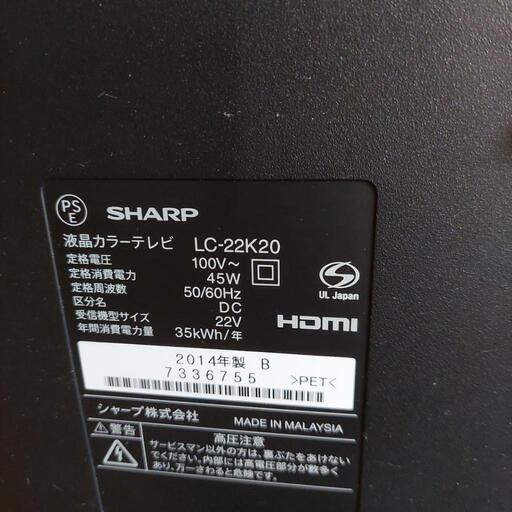 PS
E
SHARP
液晶カラーテレビ LC-22K20
定格電圧 100V～
定格消費電力 45W
定格周波数 50/60Hz
区分名 DC
受信機型サイズ 22V
年間消費電力量 35kWh/年
UL Japan
HDMI
2014年製 B
7336755
>PET<
シャープ株式会社 MADE IN MALAYSIA
⚠警告 高圧注意
サービスマン以外の方は、裏ぶたをあけない
でください。内部には高電圧部分が数多く
あり、万一さわると危険です。